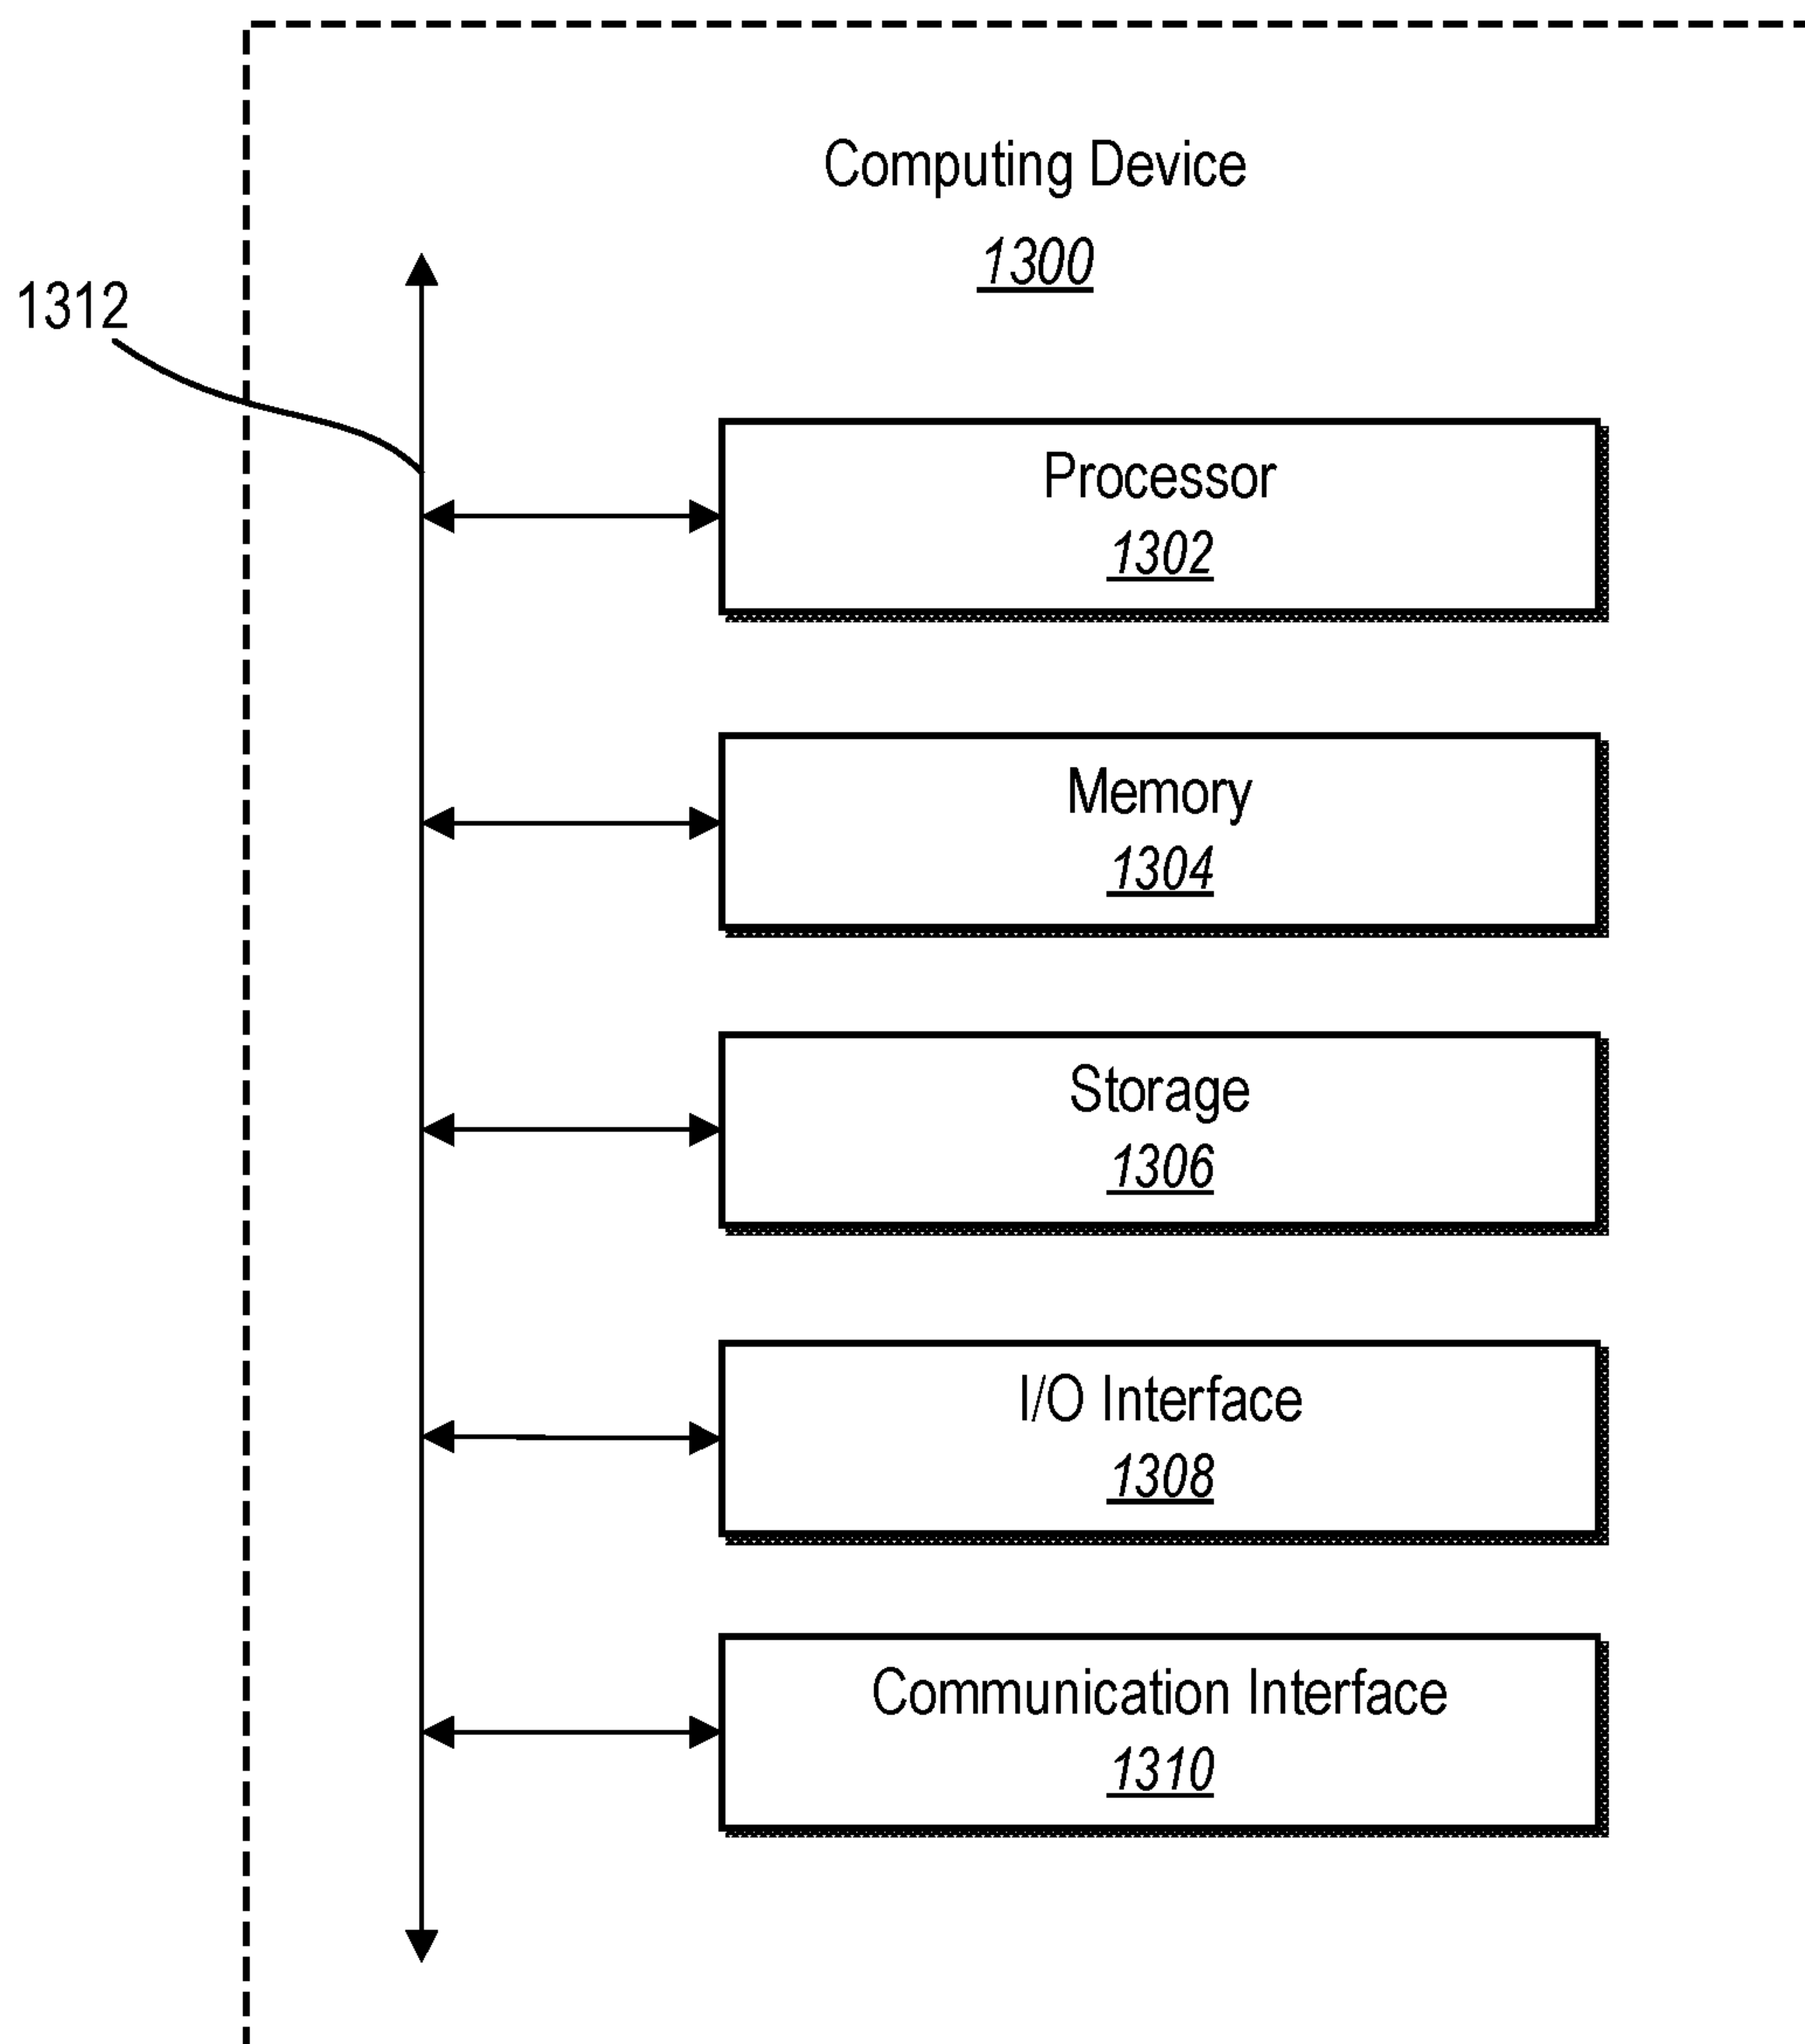 Computing Device
1300
1312
Processor
1302
Memory
1304
Storage
1306
I/O Interface
1308
Communication Interface
1310